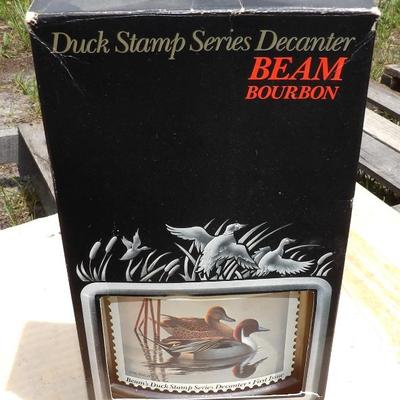 Duck Stamp Series Decanter
BEAM
BOURBON
Beam's Duck Stamp Series Decanter • First Issue